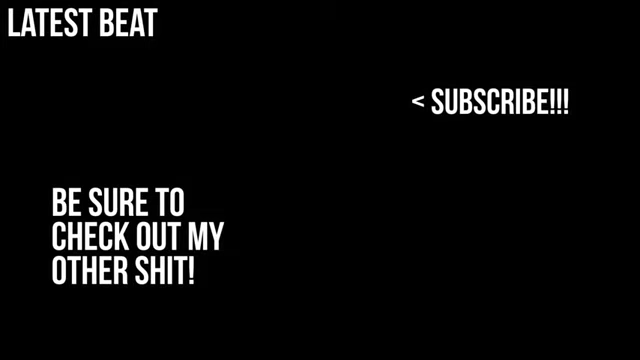 LATEST BEAT
< SUBSCRIBE!!!
BE SURE TO
CHECK OUT MY
OTHER SHIT!